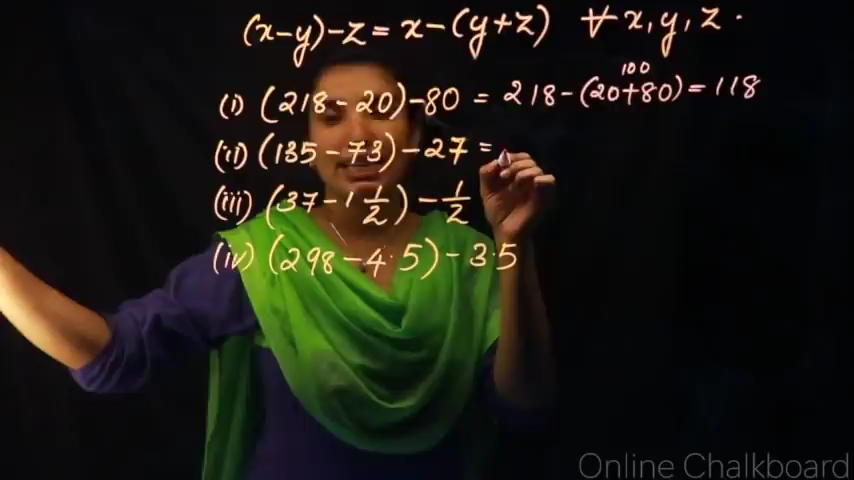 (x-y)-z = x-(y+z) ∀ x, y, z .
100
(i) (218-20)-80 = 218-(20+80) = 118
(ii) (135-73)-27 =
(iii) (37-1 1/2)-1/2
(iv) (298-4.5)-3.5
Online Chalkboard